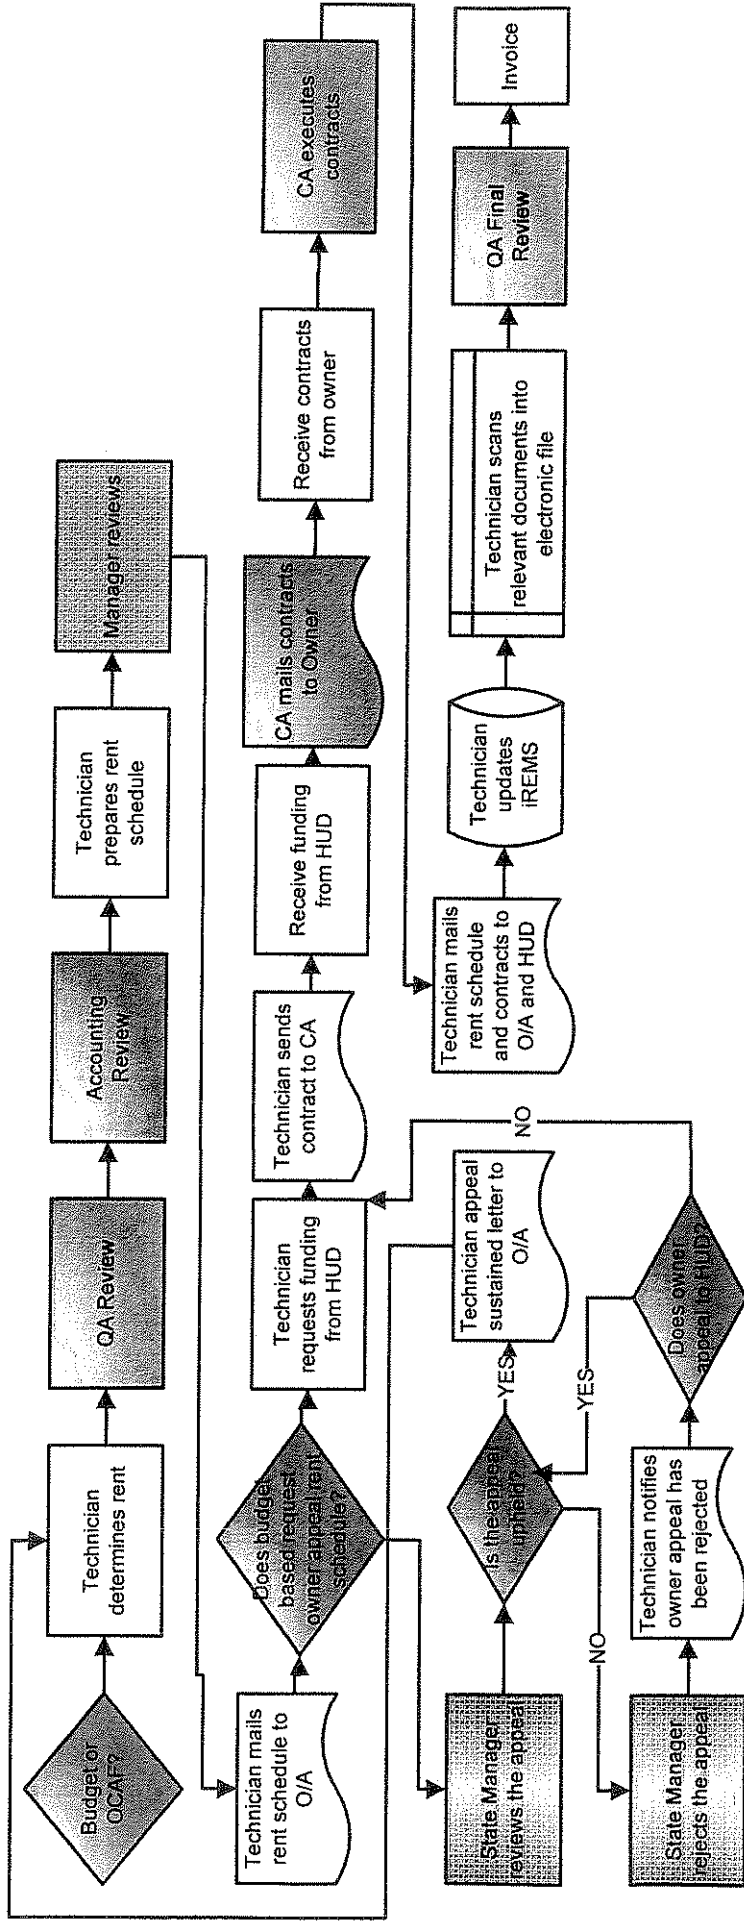 Budget or
OCAF?
Technician
determines rent
QA Review
Accounting
Review
Technician
prepares rent
schedule
Manager reviews
Technician mails
rent schedule to
O/A
Does budget
based request
owner appeal rent
schedule?
Technician
requests funding
from HUD
Technician sends
contract to CA
Receive funding
from HUD
CA mails contracts
to Owner
Receive contracts
from owner
CA executes
contracts
State Manager
reviews the appeal
Is the appeal
upheld?
YES
Technician appeal
sustained letter to
O/A
Technician mails
rent schedule
and contracts to
O/A and HUD
Technician
updates
iREMS
Technician scans
relevant documents into
electronic file
QA Final
Review
Invoice
NO
YES
NO
State Manager
rejects the appeal
Technician notifies
owner appeal has
been rejected
Does owner
appeal to HUD?